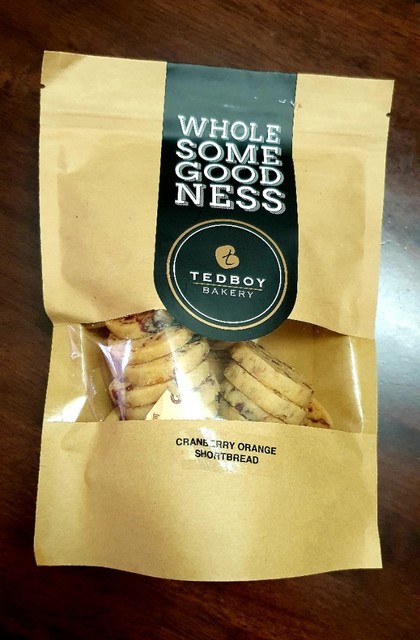 WHOLE
SOME
GOOD
NESS
t
TEDBOY
BAKERY
CRANBERRY ORANGE
SHORTBREAD